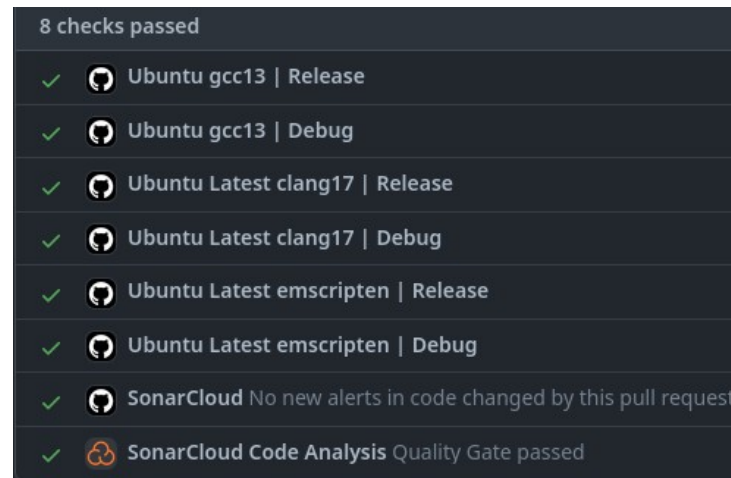 8 checks passed
Ubuntu gcc13 | Release
Ubuntu gcc13 | Debug
Ubuntu Latest clang17 | Release
Ubuntu Latest clang17 | Debug
Ubuntu Latest emscripten | Release
Ubuntu Latest emscripten | Debug
SonarCloud No new alerts in code changed by this pull request
SonarCloud Code Analysis Quality Gate passed